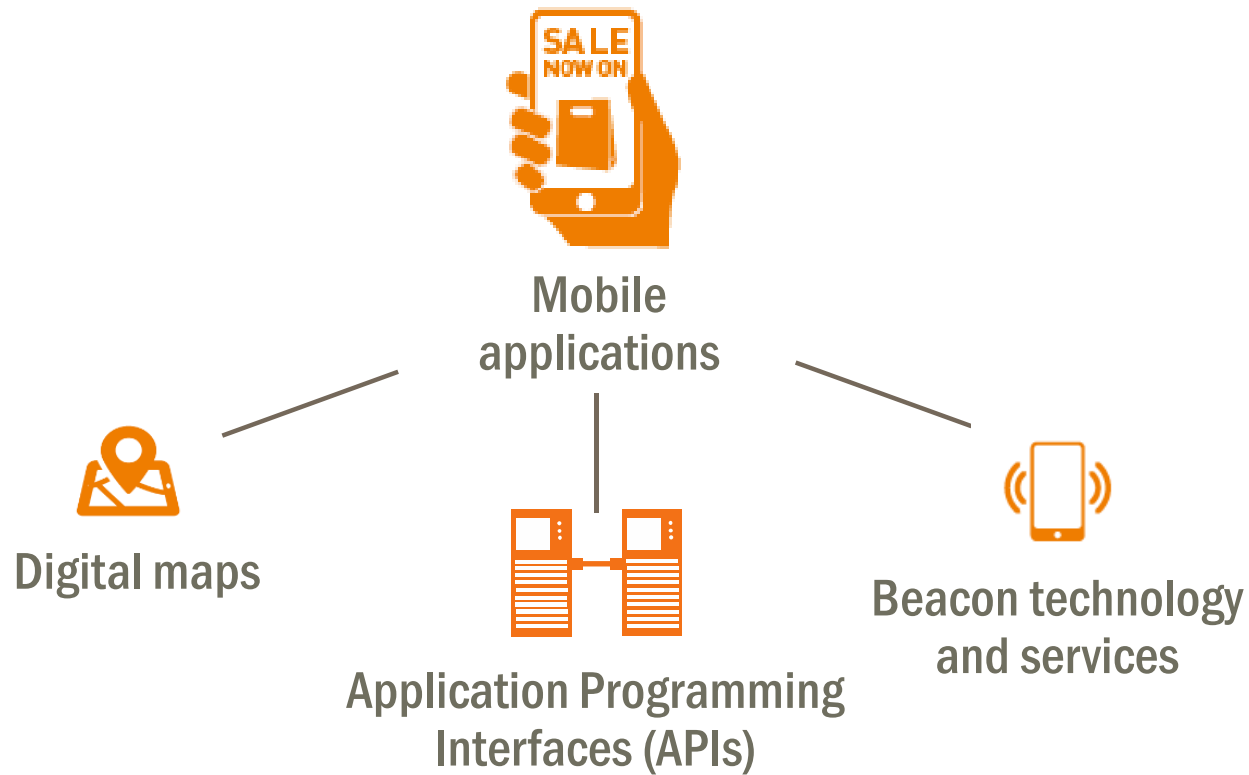 SALE
NOW ON
Mobile
applications
Digital maps
Application Programming
Interfaces (APIs)
Beacon technology
and services